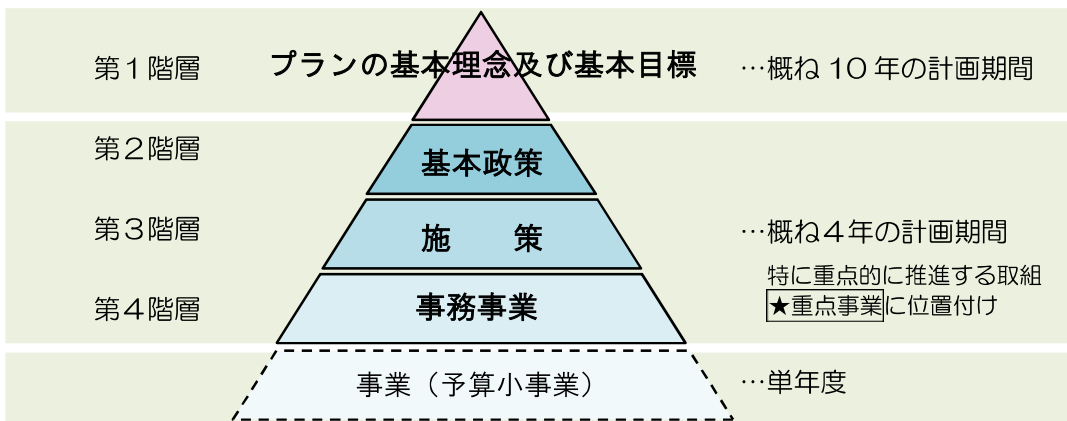 第１階層 プランの基本理念及び基本目標 …概ね 10 年の計画期間
第２階層 基本政策
第３階層 施　　策 …概ね４年の計画期間
特に重点的に推進する取組
第４階層 事務事業 ★重点事業に位置付け
事業（予算小事業） …単年度